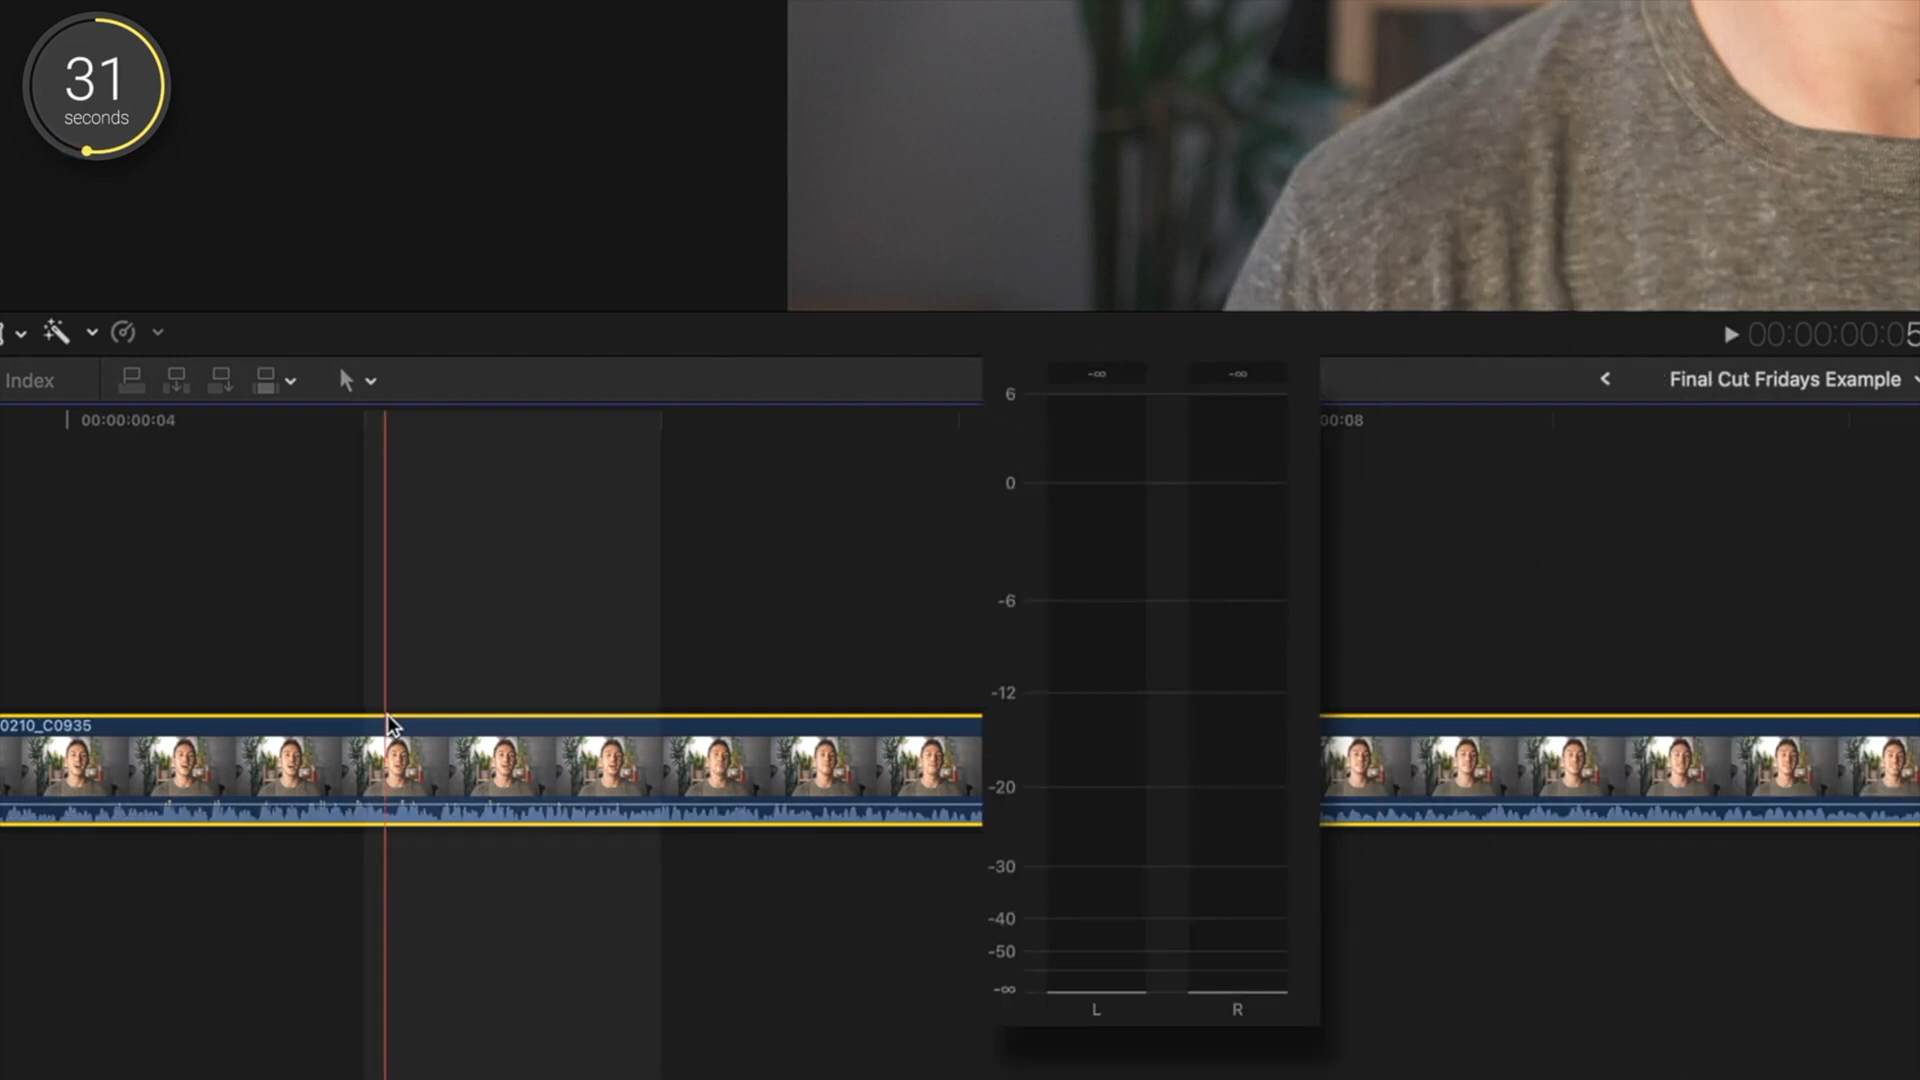 31
seconds
00:00:00:05
Index
Final Cut Fridays Example
00:00:00:04
00:08
-∞ -∞
6
0
-6
-12
-20
-30
-40
-50
-∞
L R
0210_C0935